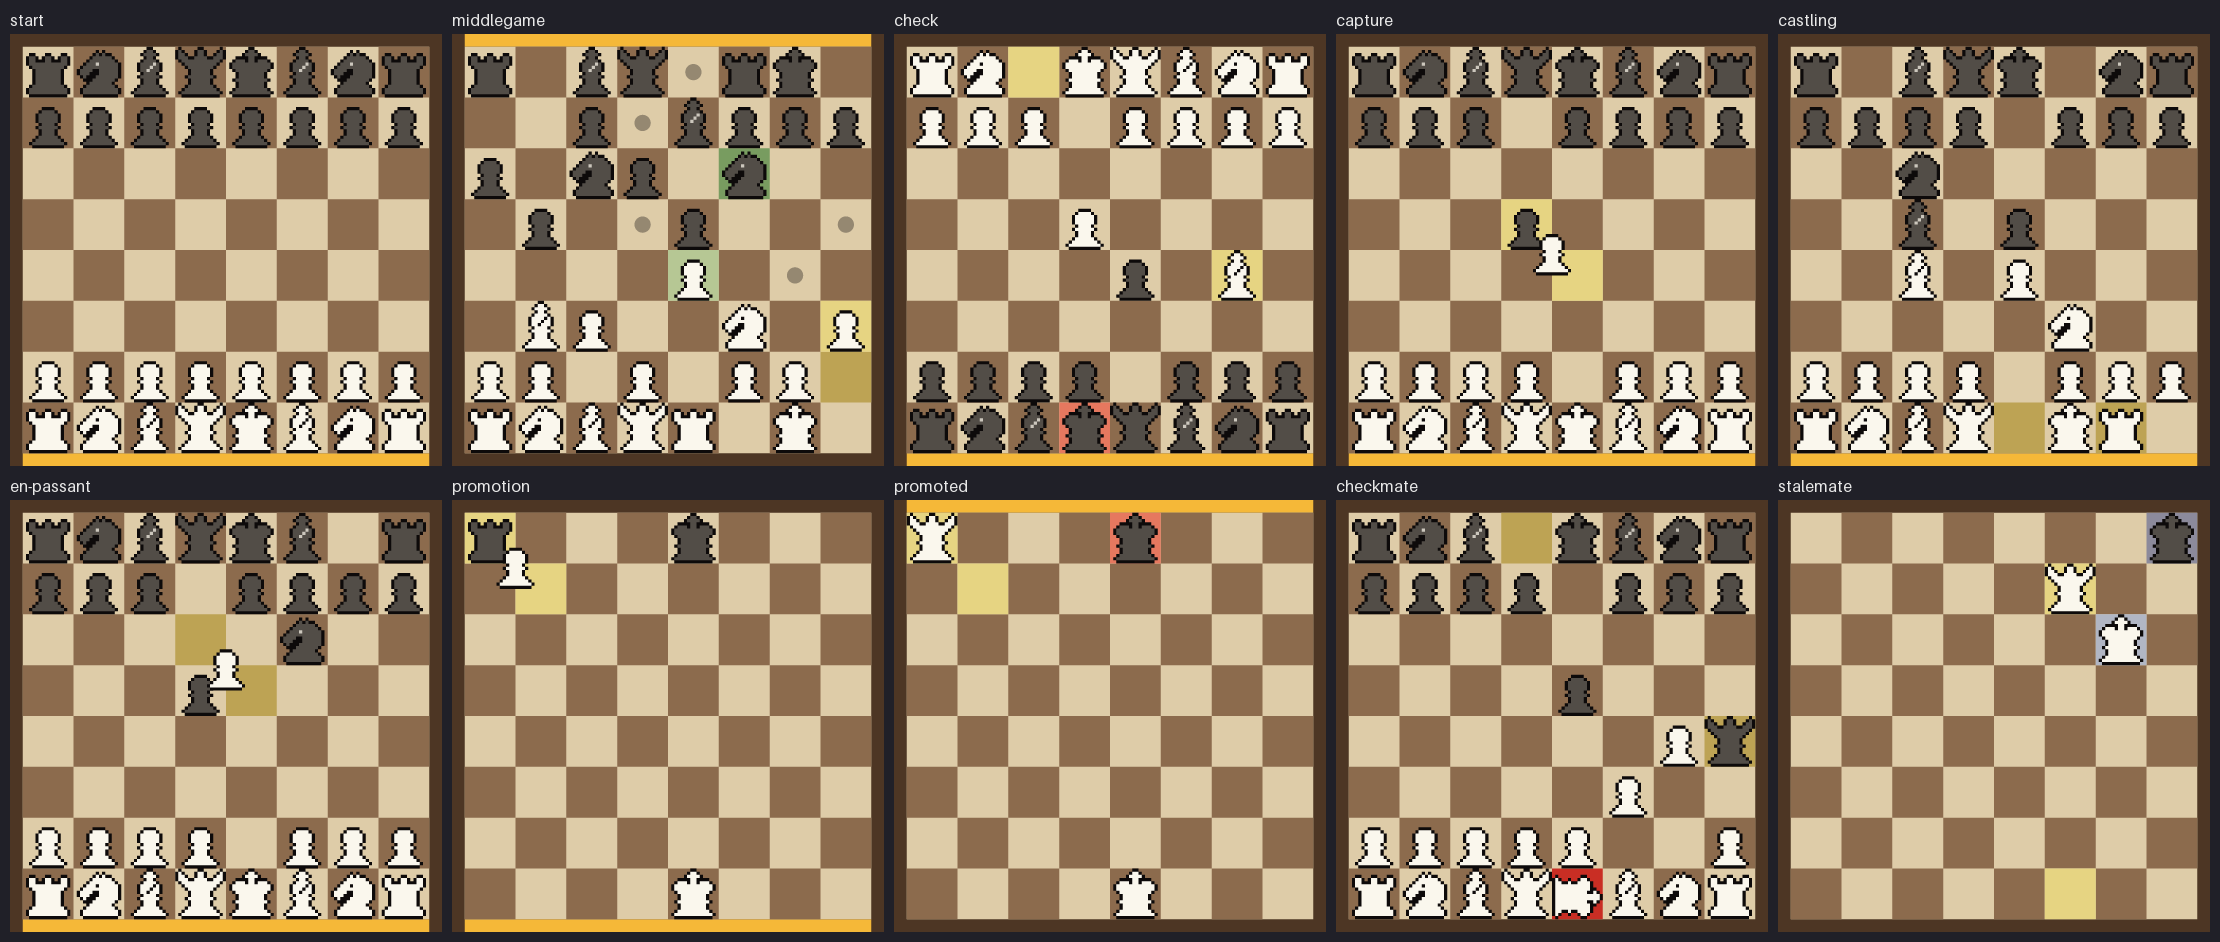 start
middlegame
check
capture
castling
en-passant
promotion
promoted
checkmate
stalemate